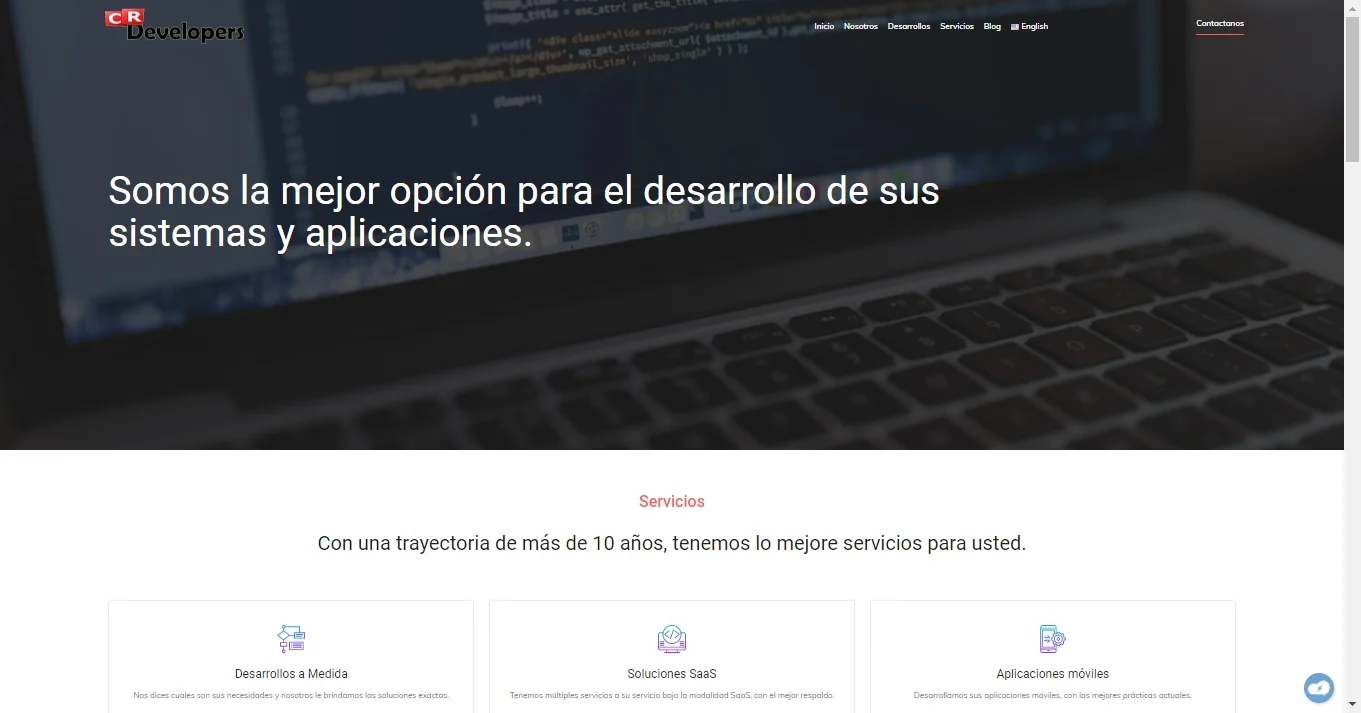 CR
Developers
Inicio Nosotros Desarrollos Servicios Blog English
Contactanos
Somos la mejor opción para el desarrollo de sus
sistemas y aplicaciones.
Servicios
Con una trayectoria de más de 10 años, tenemos lo mejore servicios para usted.
Desarrollos a Medida
Nos dices cuales son sus necesidades y nosotros le brindamos las soluciones exactas.
Soluciones SaaS
Tenemos múltiples servicios a su servicio bajo la modalidad SaaS, con el mejor respaldo.
Aplicaciones móviles
Desarrollamos sus aplicaciones móviles, con las mejores prácticas actuales.